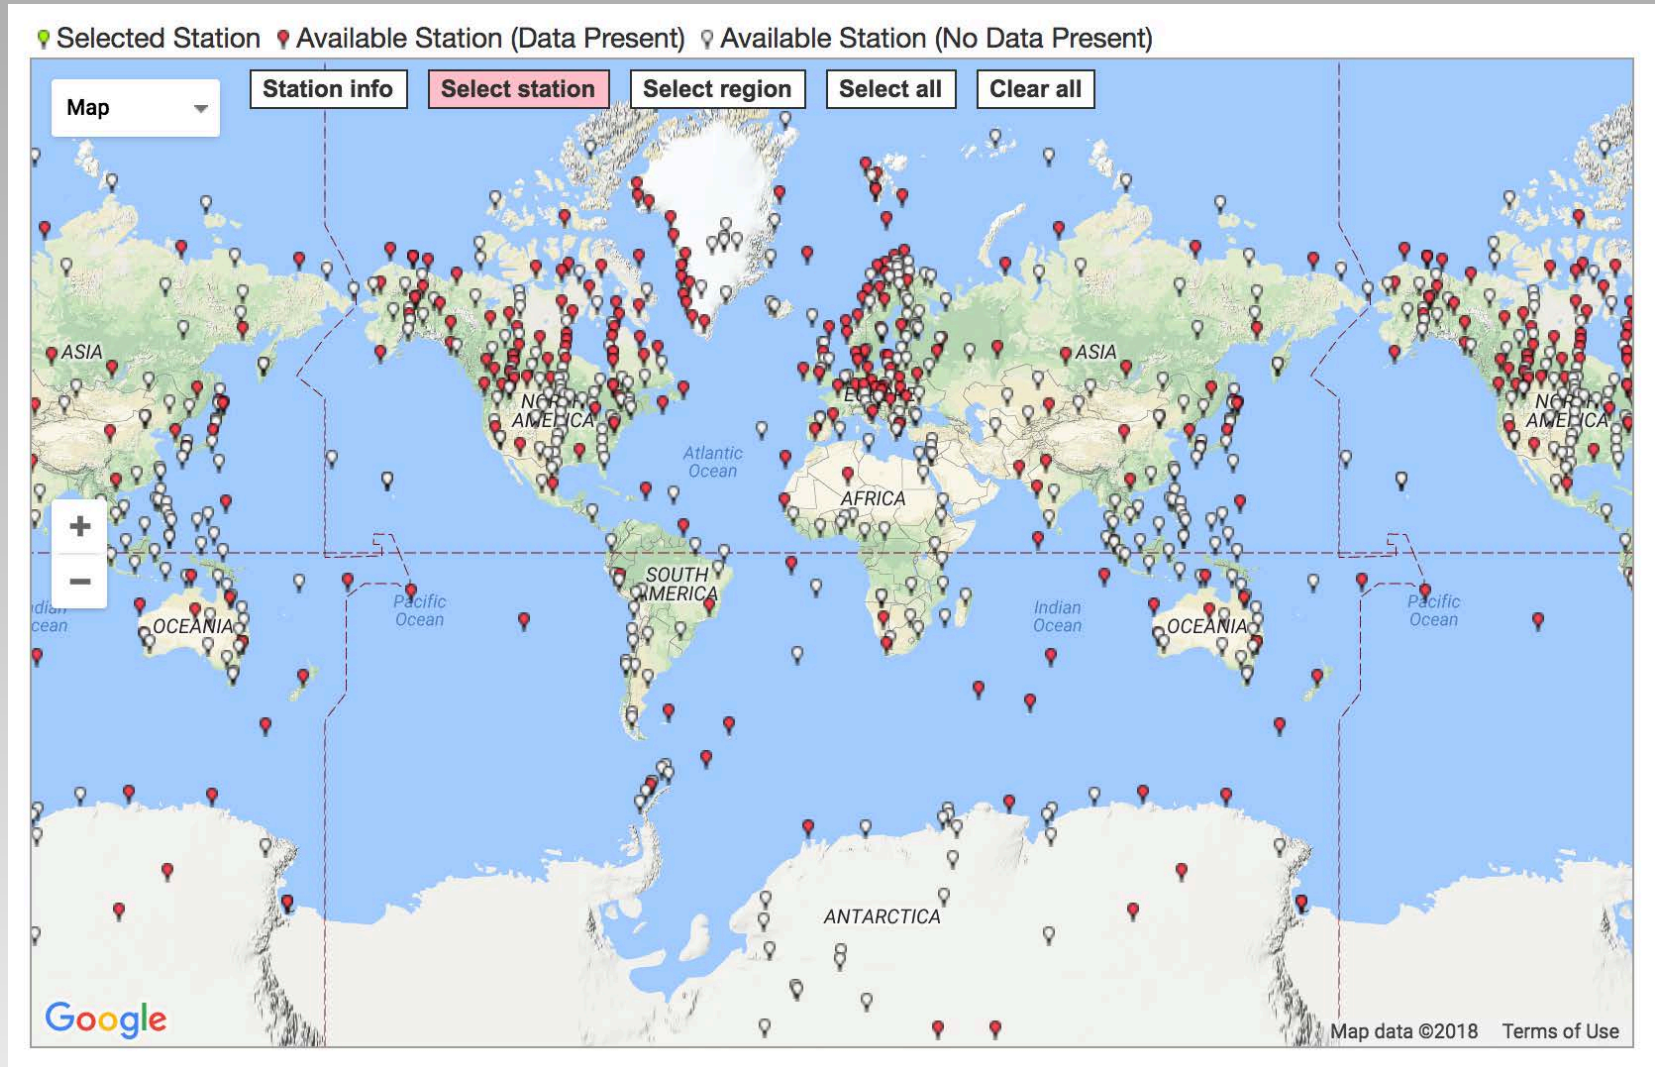 Selected Station Available Station (Data Present) Available Station (No Data Present)
Map
Station info
Select station
Select region
Select all
Clear all
ASIA
NORTH
AMERICA
Atlantic
Ocean
AFRICA
ASIA
AMERICA
SOUTH
AMERICA
+
−
Pacific
Ocean
Indian
Ocean
OCEANIA
OCEANIA
Pacific
Ocean
ANTARCTICA
Google
Map data ©2018 Terms of Use